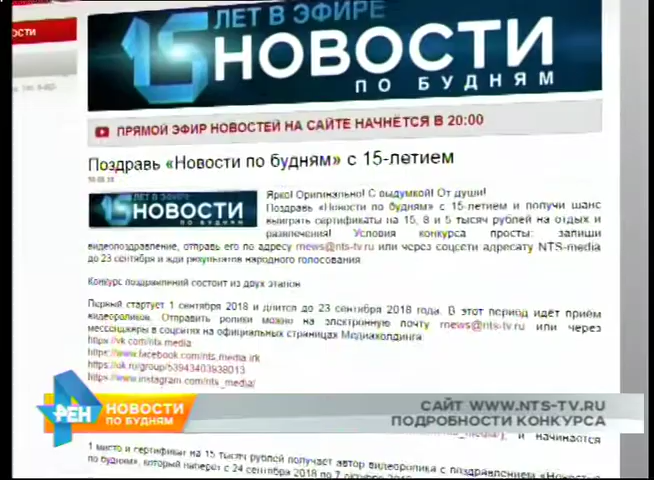 СТИ
15 ЛЕТ В ЭФИРЕ
НОВОСТИ
ПО БУДНЯМ
ПРЯМОЙ ЭФИР НОВОСТЕЙ НА САЙТЕ НАЧНЁТСЯ В 20:00
Поздравь «Новости по будням» с 15-летием
15 ЛЕТ В ЭФИРЕ
НОВОСТИ
ПО БУДНЯМ
Ярко! Оригинально! С выдумкой! От души!
Поздравь «Новости по будням» с 15-летием и получи шанс
выиграть сертификаты на 15, 8 и 5 тысяч рублей на отдых и
развлечения! Условия конкурса просты: запиши
видеопоздравление, отправь его по адресу rnews@nts-tv.ru или через соцсети адресату NTS-media
до 23 сентября и жди результатов народного голосования
Конкурс поздравлений состоит из двух этапов
Первый стартует 1 сентября 2018 и длится до 23 сентября 2018 года. В этот период идёт приём
видеороликов. Отправить ролики можно на электронную почту rnews@nts-tv.ru или через
мессенджеры в соцсетях на официальных страницах Медиахолдинга
https://vk.com/nts.media
https://www.facebook.com/nts.media.irk
https://ok.ru/group/53943403938013
https://www.instagram.com/nts_media/
РЕН
НОВОСТИ
ПО БУДНЯМ
САЙТ WWW.NTS-TV.RU
ПОДРОБНОСТИ КОНКУРСА
и начинается
1 место и сертификат на 15 тысяч рублей получает автор видеоролика с поздравлением «Новостям
по будням», который наберёт с 24 сентября 2018 по 7 октября